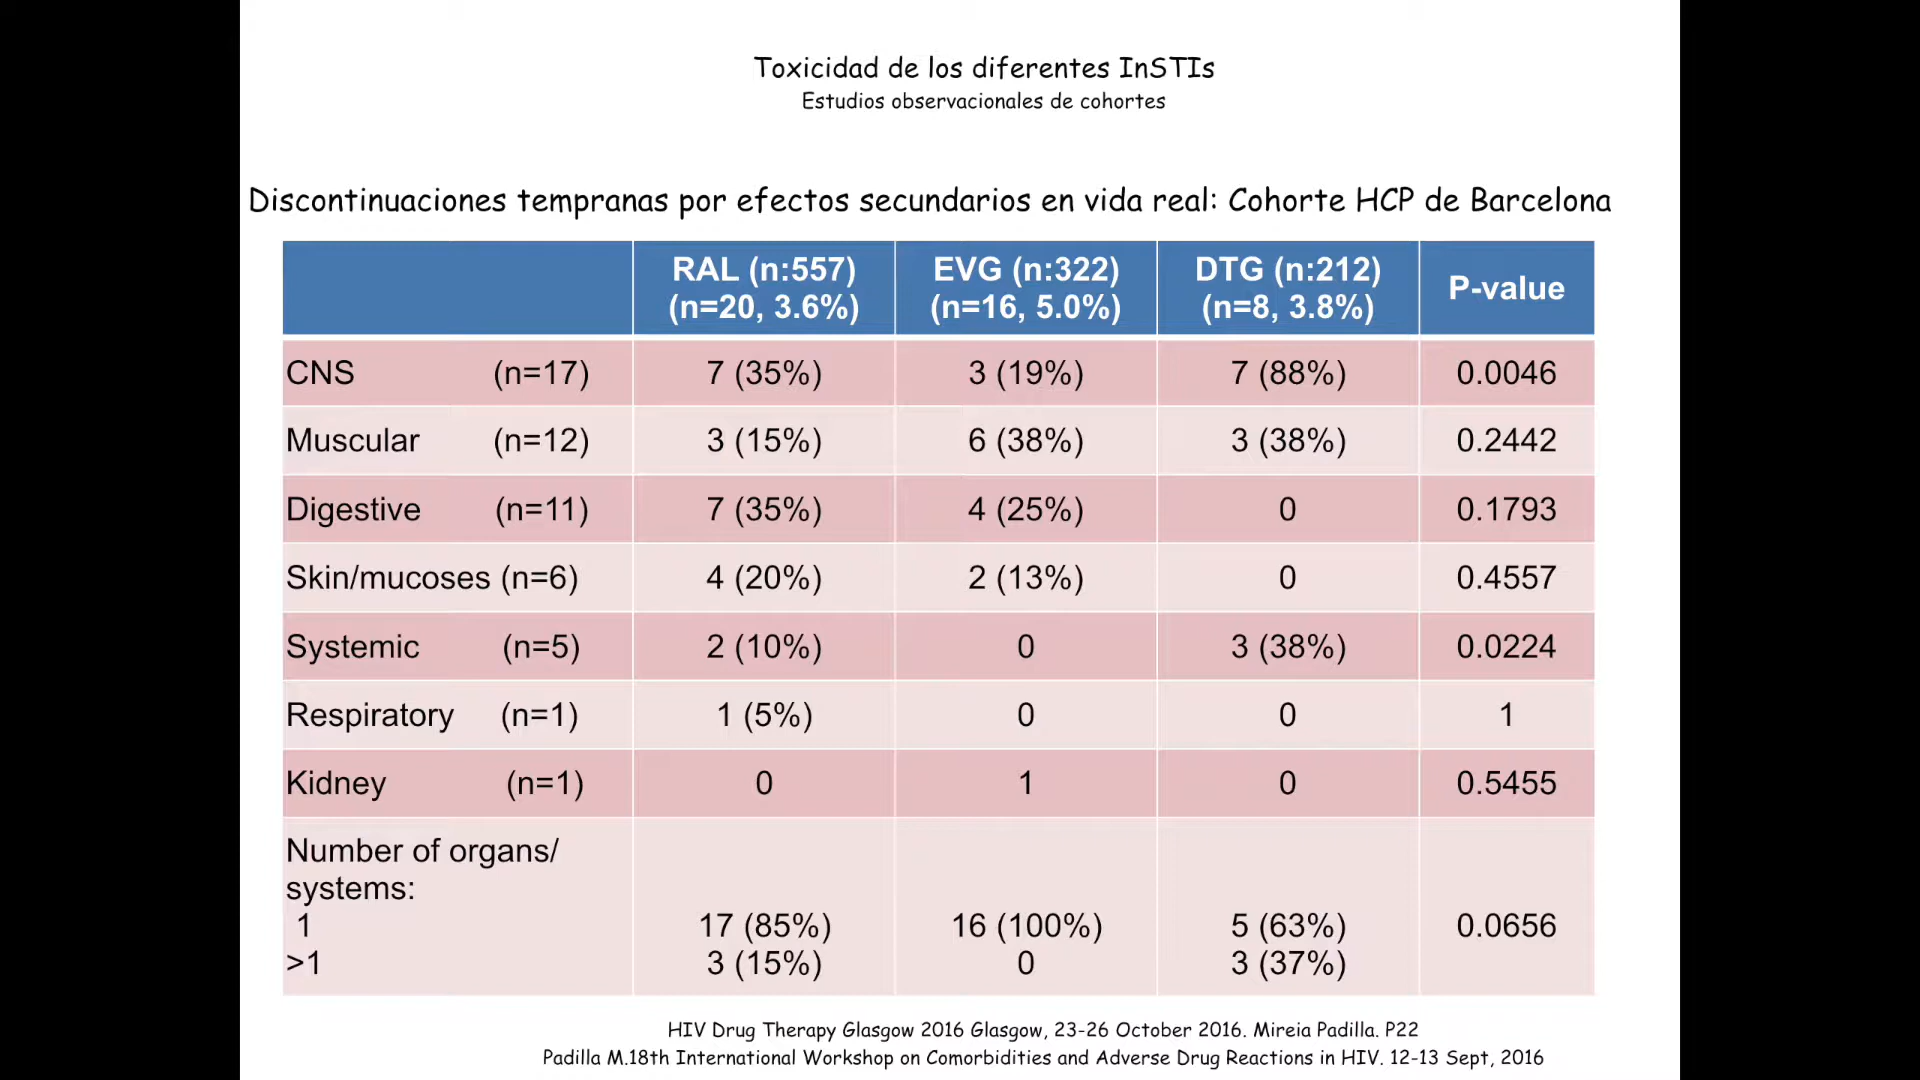 Toxicidad de los diferentes InSTIs
Estudios observacionales de cohortes
Discontinuaciones tempranas por efectos secundarios en vida real: Cohorte HCP de Barcelona
RAL (n:557) EVG (n:322) DTG (n:212) P-value
(n=20, 3.6%) (n=16, 5.0%) (n=8, 3.8%)
CNS (n=17) 7 (35%) 3 (19%) 7 (88%) 0.0046
Muscular (n=12) 3 (15%) 6 (38%) 3 (38%) 0.2442
Digestive (n=11) 7 (35%) 4 (25%) 0 0.1793
Skin/mucoses (n=6) 4 (20%) 2 (13%) 0 0.4557
Systemic (n=5) 2 (10%) 0 3 (38%) 0.0224
Respiratory (n=1) 1 (5%) 0 0 1
Kidney (n=1) 0 1 0 0.5455
Number of organs/
systems:
1 17 (85%) 16 (100%) 5 (63%) 0.0656
>1 3 (15%) 0 3 (37%)
HIV Drug Therapy Glasgow 2016 Glasgow, 23-26 October 2016. Mireia Padilla. P22
Padilla M.18th International Workshop on Comorbidities and Adverse Drug Reactions in HIV. 12-13 Sept, 2016